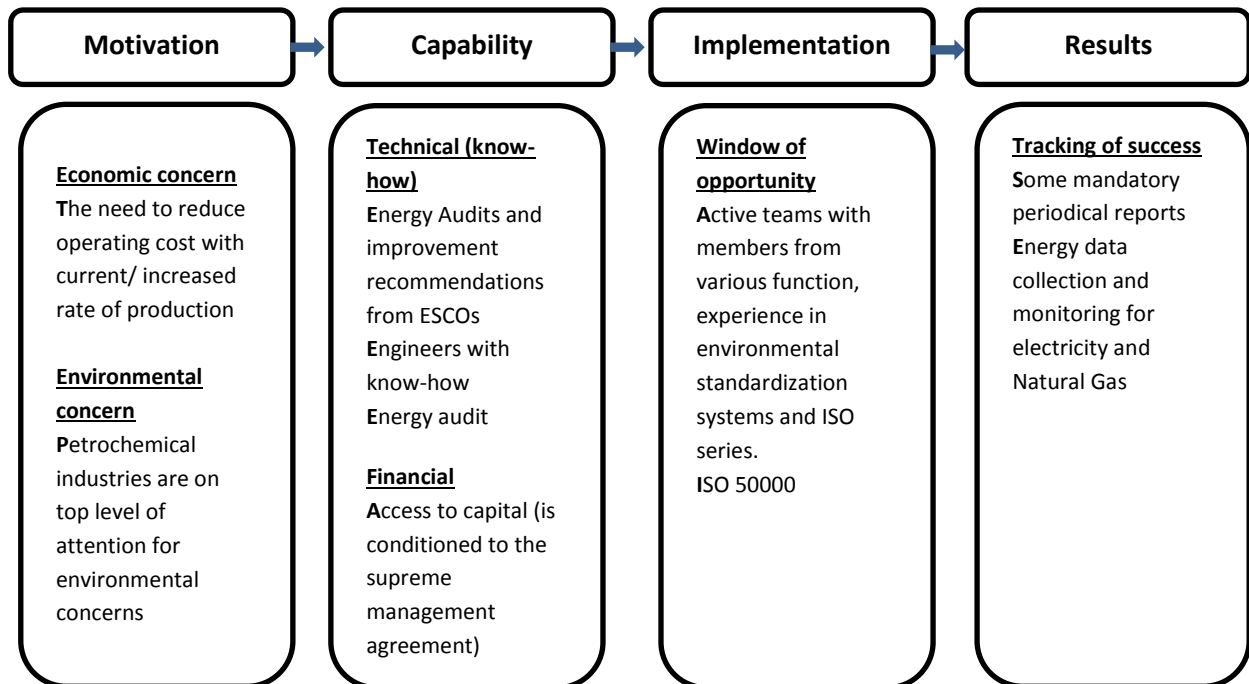 Motivation
Capability
Implementation
Results
Economic concern
The need to reduce
operating cost with
current/ increased
rate of production
Environmental
concern
Petrochemical
industries are on
top level of
attention for
environmental
concerns
Technical (know-
how)
Energy Audits and
improvement
recommendations
from ESCOs
Engineers with
know-how
Energy audit
Financial
Access to capital (is
conditioned to the
supreme
management
agreement)
Window of
opportunity
Active teams with
members from
various function,
experience in
environmental
standardization
systems and ISO
series.
ISO 50000
Tracking of success
Some mandatory
periodical reports
Energy data
collection and
monitoring for
electricity and
Natural Gas